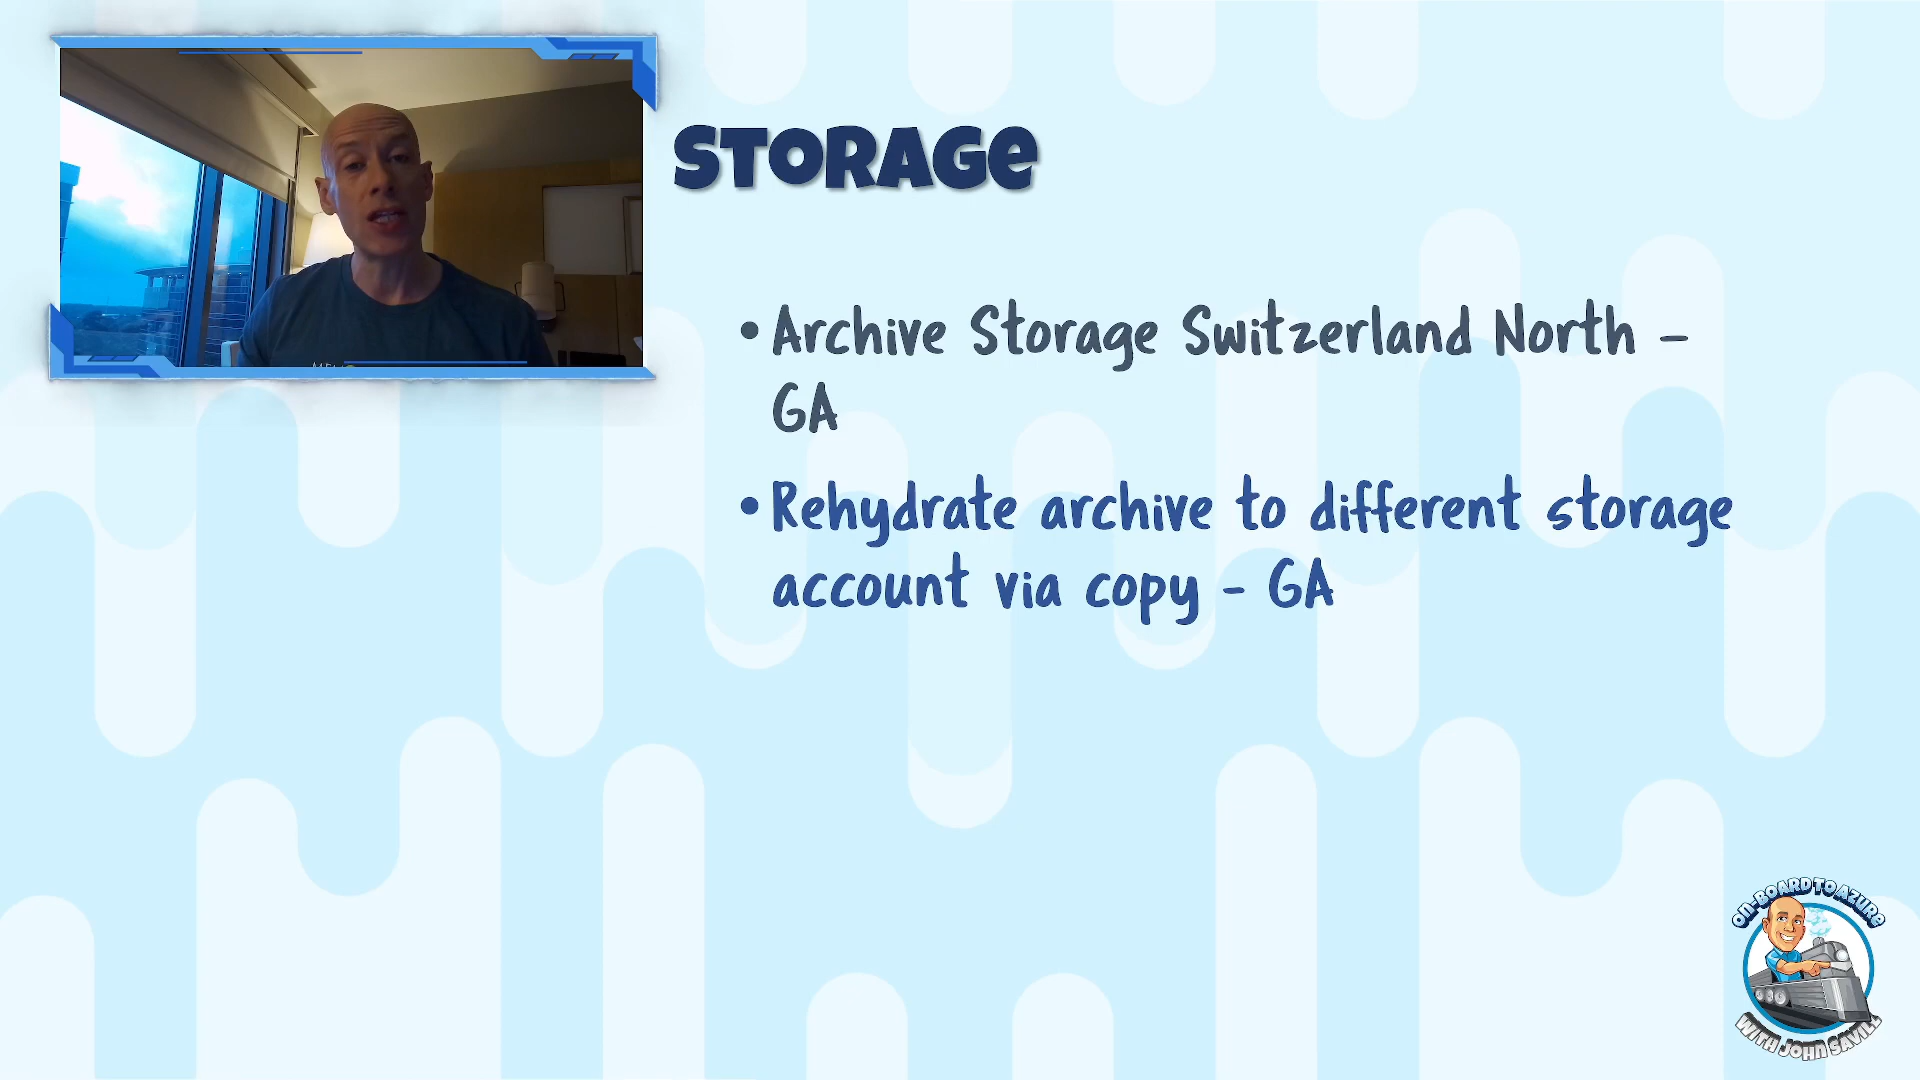 STORAGE
•Archive Storage Switzerland North –
GA
•Rehydrate archive to different storage
account via copy – GA
ON-BOARD TO AZURE
WITH JOHN SAVILL